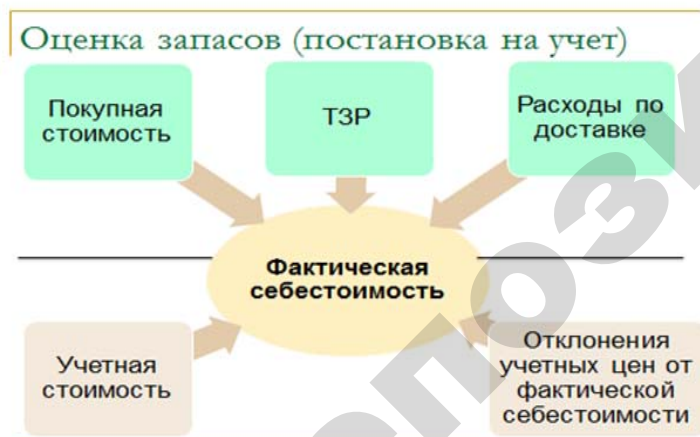 Оценка запасов (постановка на учет)
Покупная
стоимость
ТЗР
Расходы по
доставке
Фактическая
себестоимость
Учетная
стоимость
Отклонения
учетных цен от
фактической
себестоимости